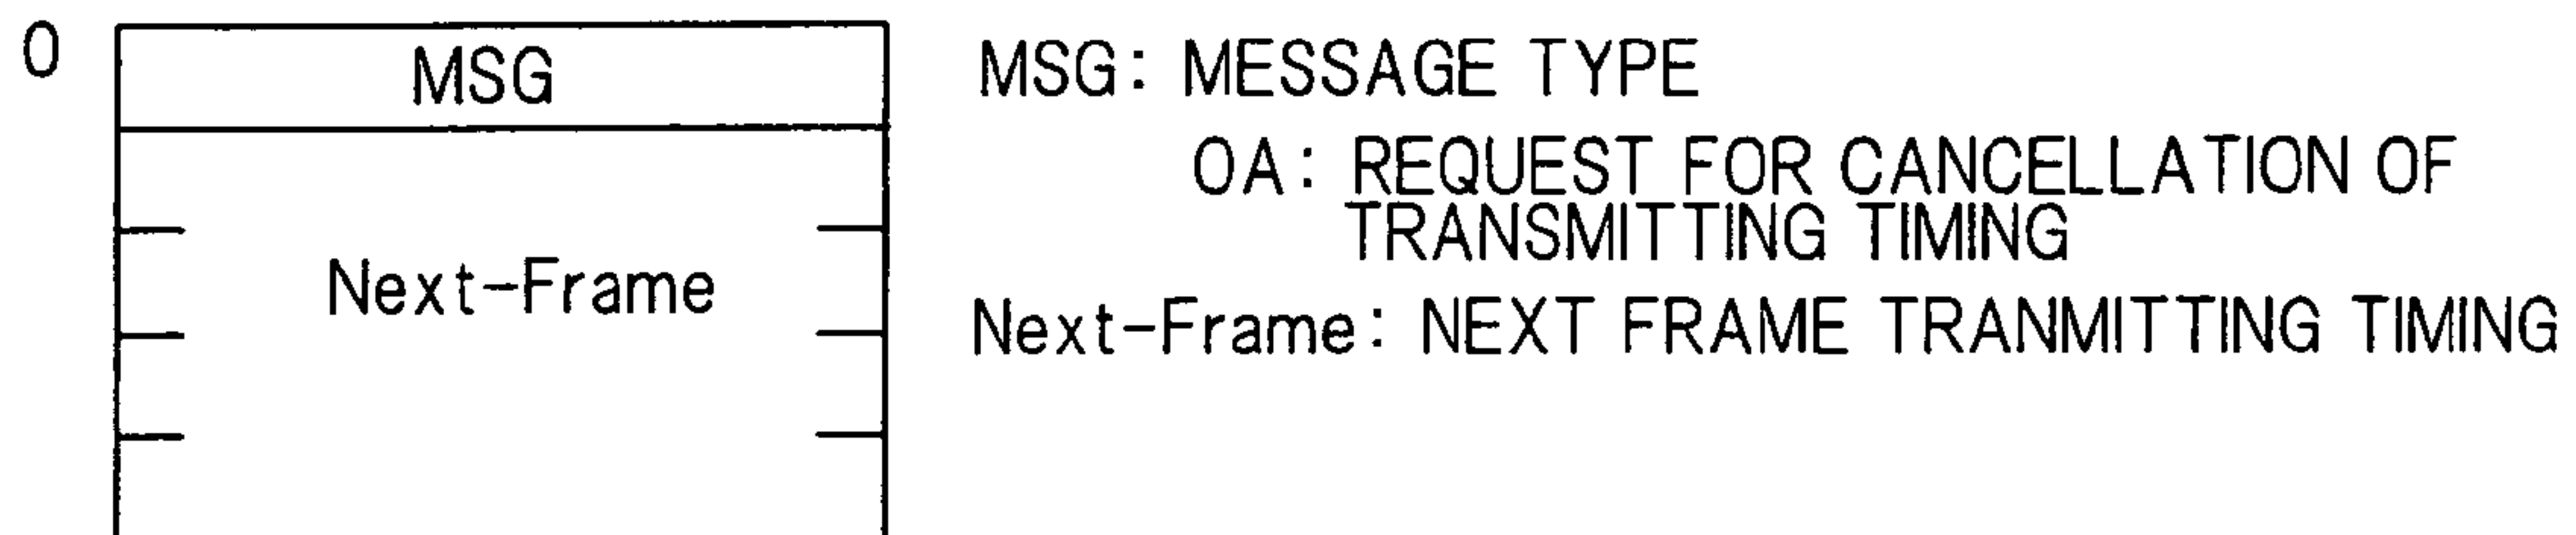 0
MSG
Next-Frame
MSG: MESSAGE TYPE
0A: REQUEST FOR CANCELLATION OF
TRANSMITTING TIMING
Next-Frame: NEXT FRAME TRANMITTING TIMING